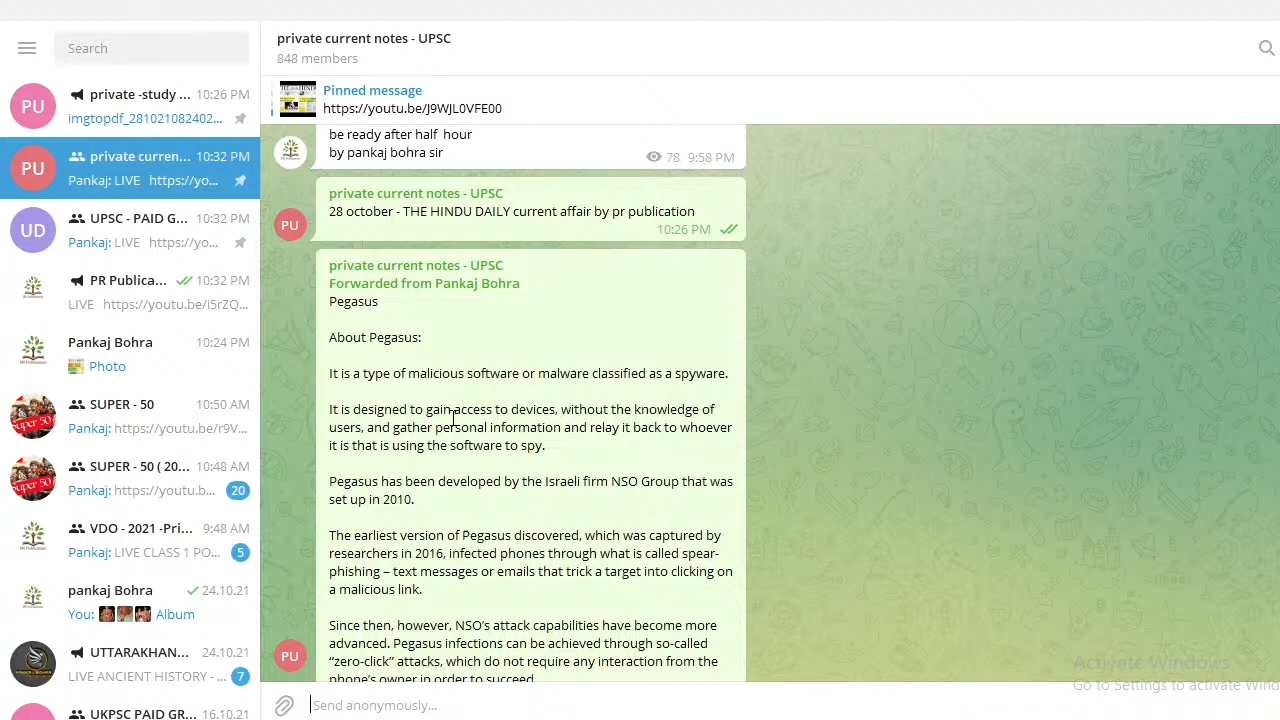 Search
PU
private -study ...
10:26 PM
imgtopdf_281021082402...
PU
private curren...
10:32 PM
Pankaj: LIVE https://yo...
UD
UPSC - PAID G...
10:32 PM
Pankaj: LIVE https://yo...
PR Publica...
10:32 PM
LIVE https://youtu.be/i5rZQ...
Pankaj Bohra
10:24 PM
Photo
SUPER - 50
10:50 AM
Pankaj: https://youtu.be/r9V...
SUPER - 50 ( 20...
10:48 AM
Pankaj: https://youtu.b...
20
VDO - 2021 -Pri...
9:48 AM
Pankaj: LIVE CLASS 1 PO...
5
pankaj Bohra
24.10.21
You: Album
UTTARAKHAN...
24.10.21
LIVE ANCIENT HISTORY - ...
7
UKPSC PAID GR...
16.10.21
private current notes - UPSC
848 members
Pinned message
https://youtu.be/J9WJL0VFE00
be ready after half hour
by pankaj bohra sir
78 9:58 PM
private current notes - UPSC
28 october - THE HINDU DAILY current affair by pr publication
10:26 PM
PU
private current notes - UPSC
Forwarded from Pankaj Bohra
Pegasus
About Pegasus:
It is a type of malicious software or malware classified as a spyware.
It is designed to gain access to devices, without the knowledge of
users, and gather personal information and relay it back to whoever
it is that is using the software to spy.
Pegasus has been developed by the Israeli firm NSO Group that was
set up in 2010.
The earliest version of Pegasus discovered, which was captured by
researchers in 2016, infected phones through what is called spear-
phishing – text messages or emails that trick a target into clicking on
a malicious link.
Since then, however, NSO’s attack capabilities have become more
advanced. Pegasus infections can be achieved through so-called
“zero-click” attacks, which do not require any interaction from the
phone’s owner in order to succeed.
PU
Send anonymously...
Activate Windows
Go to Settings to activate Wind